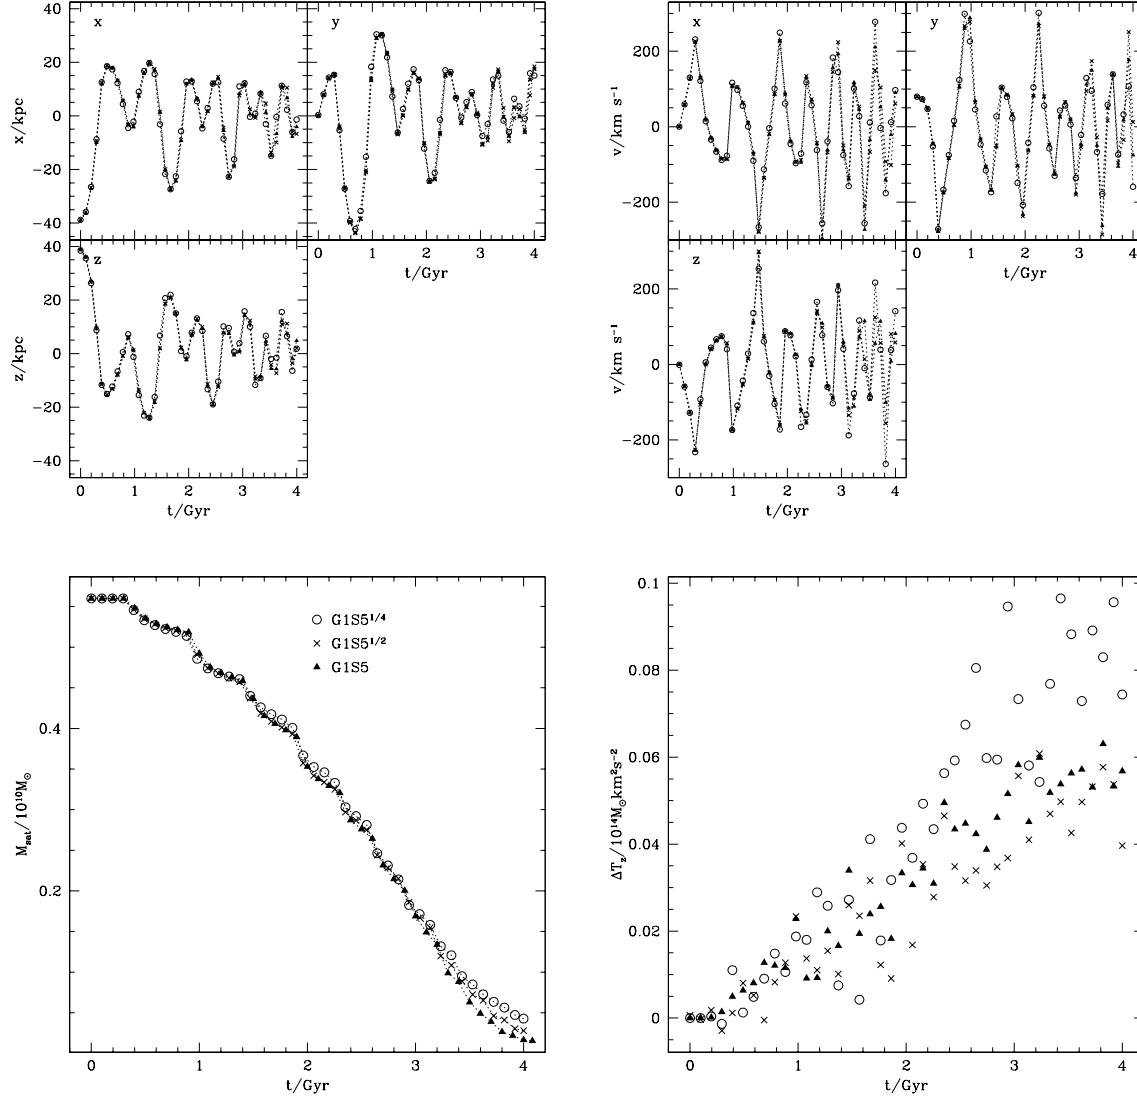 x
y
40
20
0
−20
−40
x/kpc
z
0 1 2 3 4
t/Gyr
40
20
0
−20
−40
z/kpc
0 1 2 3 4
t/Gyr
x
y
200
0
−200
v/km s⁻¹
z
0 1 2 3 4
t/Gyr
200
0
−200
v/km s⁻¹
0 1 2 3 4
t/Gyr
G1S5¹/⁴
G1S5¹/²
G1S5
0.4
0.2
M_sat/10¹⁰M_⊙
0 1 2 3 4
t/Gyr
0.1
0.08
0.06
0.04
0.02
0
ΔT_z/10¹⁴M_⊙km²s⁻²
0 1 2 3 4
t/Gyr